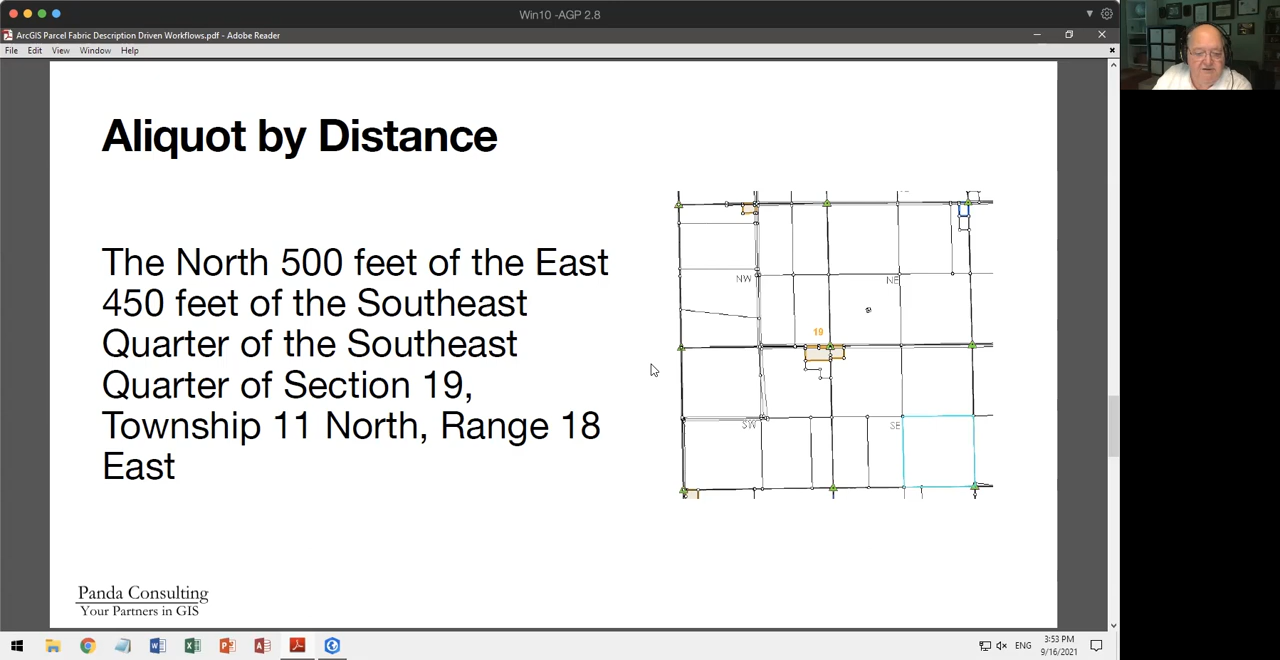 Win10 -AGP 2.8
ArcGIS Parcel Fabric Description Driven Workflows.pdf - Adobe Reader
File Edit View Window Help
Aliquot by Distance
The North 500 feet of the East
450 feet of the Southeast
Quarter of the Southeast
Quarter of Section 19,
Township 11 North, Range 18
East
NW
NE
19
SW
SE
Panda Consulting
Your Partners in GIS
ENG
3:53 PM
9/16/2021